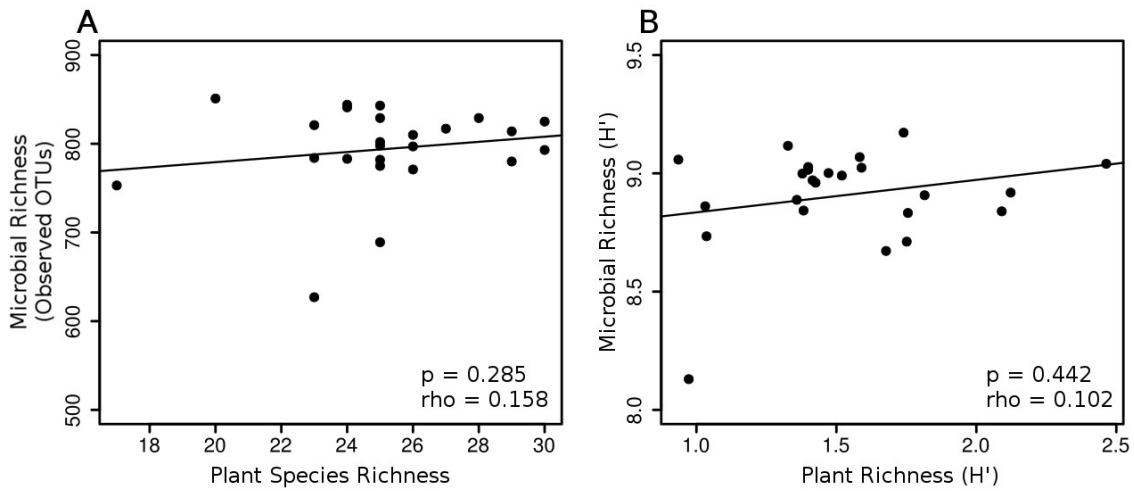 A
Microbial Richness
(Observed OTUs)
900
800
700
600
500
p = 0.285
rho = 0.158
18 20 22 24 26 28 30
Plant Species Richness
B
Microbial Richness (H')
9.5
9.0
8.5
8.0
p = 0.442
rho = 0.102
1.0 1.5 2.0 2.5
Plant Richness (H')